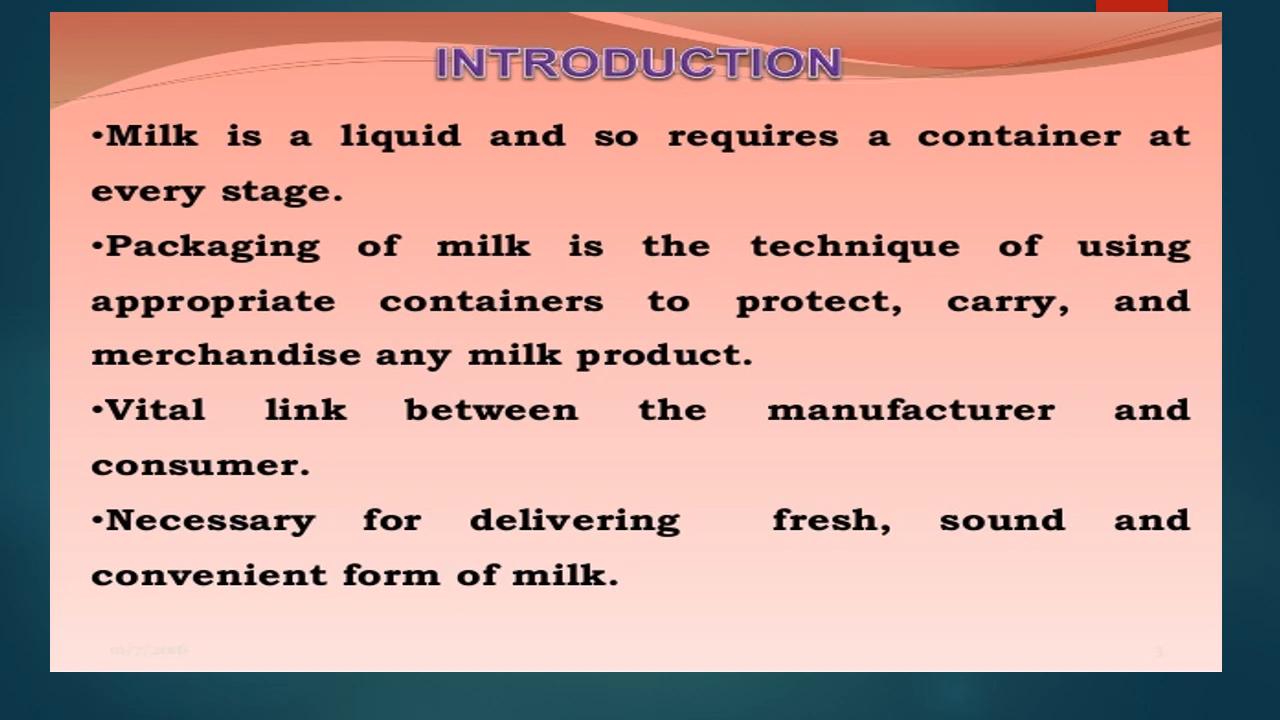 INTRODUCTION
•Milk is a liquid and so requires a container at
every stage.
•Packaging of milk is the technique of using
appropriate containers to protect, carry, and
merchandise any milk product.
•Vital link between the manufacturer and
consumer.
•Necessary for delivering fresh, sound and
convenient form of milk.